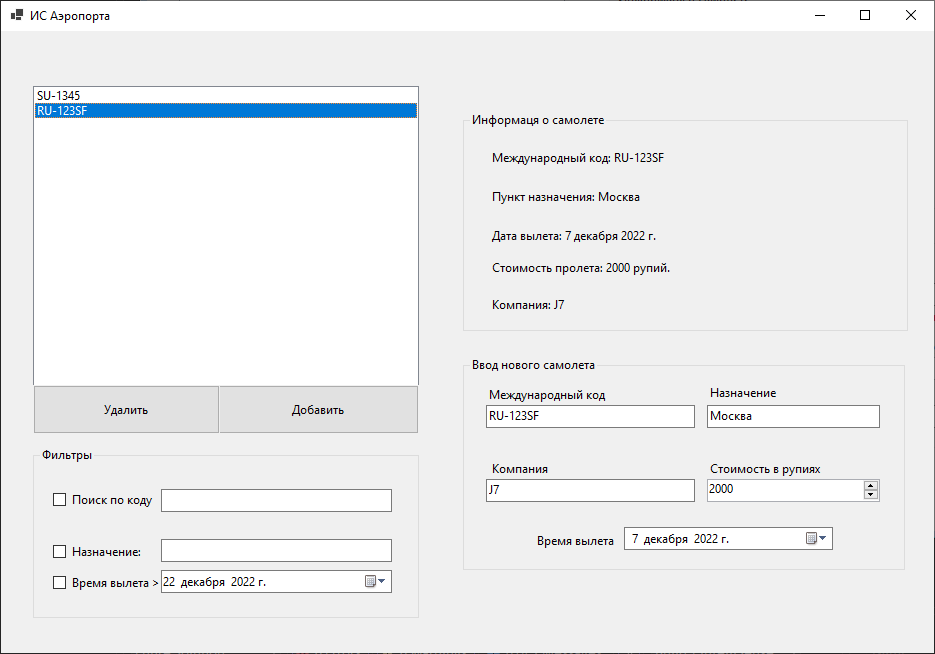 ИС Аэропорта
SU-1345
RU-123SF
Удалить
Добавить
Фильтры
Поиск по коду
Назначение:
Время вылета > 22 декабря 2022 г.
Информаця о самолете
Международный код: RU-123SF
Пункт назначения: Москва
Дата вылета: 7 декабря 2022 г.
Стоимость пролета: 2000 рупий.
Компания: J7
Ввод нового самолета
Международный код
RU-123SF
Назначение
Москва
Компания
J7
Стоимость в рупиях
2000
Время вылета 7 декабря 2022 г.